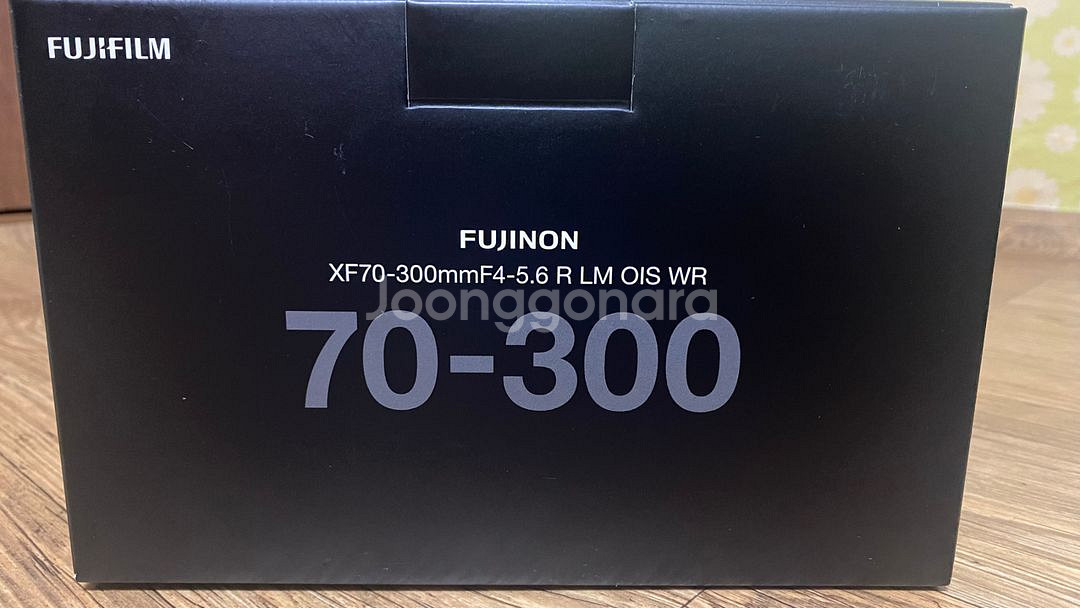 FUJIFILM
FUJINON
XF70-300mmF4-5.6 R LM OIS WR
Joonggonara
70-300